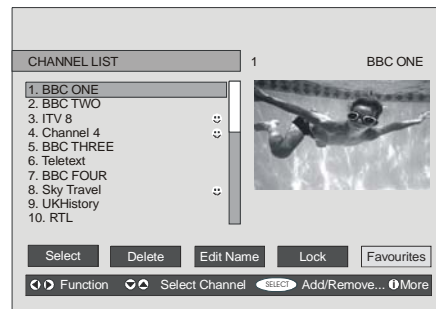 CHANNEL LIST
1 BBC ONE
1. BBC ONE
2. BBC TWO
3. ITV 8
4. Channel 4
5. BBC THREE
6. Teletext
7. BBC FOUR
8. Sky Travel
9. UKHistory
10. RTL
Select Delete Edit Name Lock Favourites
Function Select Channel SELECT Add/Remove... i More